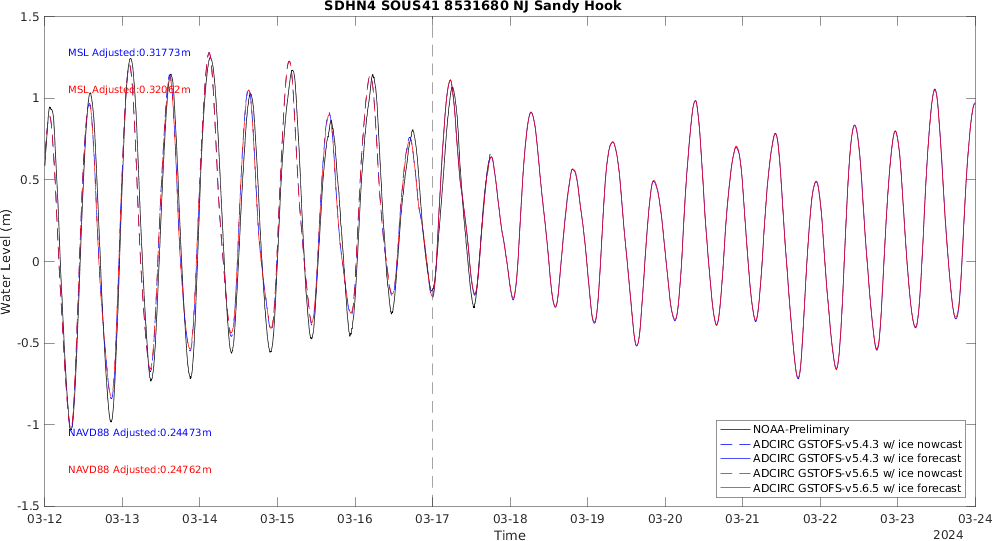 SDHN4 SOUS41 8531680 NJ Sandy Hook
1.5
1
0.5
0
-0.5
-1
-1.5
Water Level (m)
MSL Adjusted:0.31773m
MSL Adjusted:0.32062m
NAVD88 Adjusted:0.24473m
NAVD88 Adjusted:0.24762m
NOAA-Preliminary
ADCIRC GSTOFS-v5.4.3 w/ ice nowcast
ADCIRC GSTOFS-v5.4.3 w/ ice forecast
ADCIRC GSTOFS-v5.6.5 w/ ice nowcast
ADCIRC GSTOFS-v5.6.5 w/ ice forecast
03-12 03-13 03-14 03-15 03-16 03-17 03-18 03-19 03-20 03-21 03-22 03-23 03-24
Time
2024